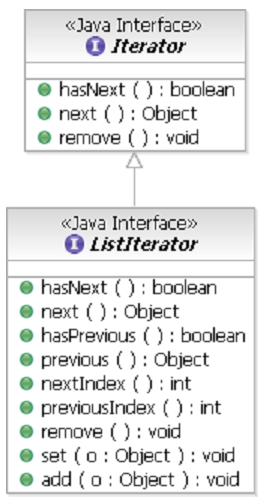 «Java Interface»
I Iterator
hasNext ( ) : boolean
next ( ) : Object
remove ( ) : void
«Java Interface»
I ListIterator
hasNext ( ) : boolean
next ( ) : Object
hasPrevious ( ) : boolean
previous ( ) : Object
nextIndex ( ) : int
previousIndex ( ) : int
remove ( ) : void
set ( o : Object ) : void
add ( o : Object ) : void